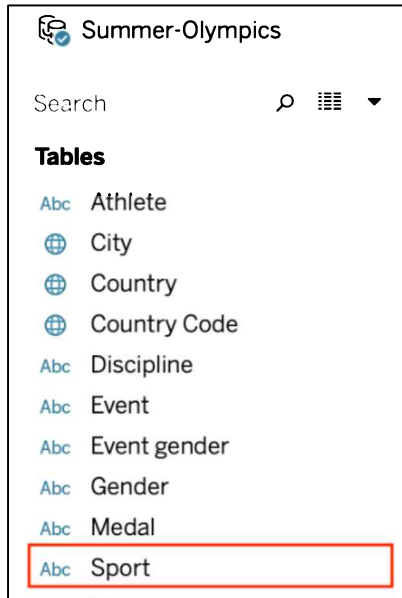 Summer-Olympics
Search
Tables
Abc Athlete
City
Country
Country Code
Abc Discipline
Abc Event
Abc Event gender
Abc Gender
Abc Medal
Abc Sport